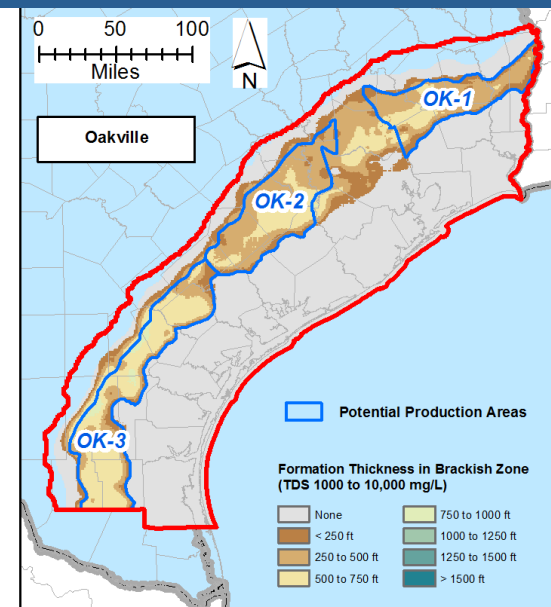 0 50 100
Miles
N
Oakville
OK-1
OK-2
OK-3
Potential Production Areas
Formation Thickness in Brackish Zone
(TDS 1000 to 10,000 mg/L)
None
< 250 ft
250 to 500 ft
500 to 750 ft
750 to 1000 ft
1000 to 1250 ft
1250 to 1500 ft
> 1500 ft